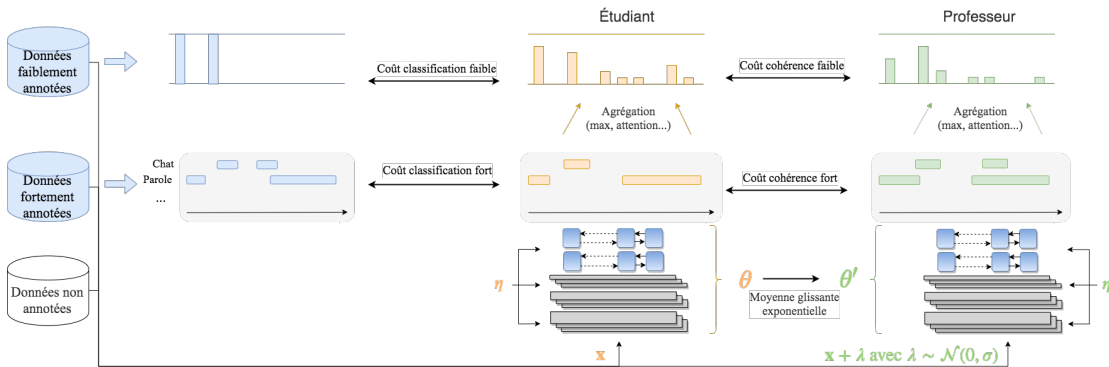 Étudiant
Professeur
Données
faiblement
annotées
Coût classification faible
Coût cohérence faible
Agrégation
(max, attention...)
Agrégation
(max, attention...)
Données
fortement
annotées
Chat
Parole
...
Coût classification fort
Coût cohérence fort
Données non
annotées
η
θ
Moyenne glissante
exponentielle
θ′
η
x
x + λ avec λ ∼ 𝒩(0, σ)